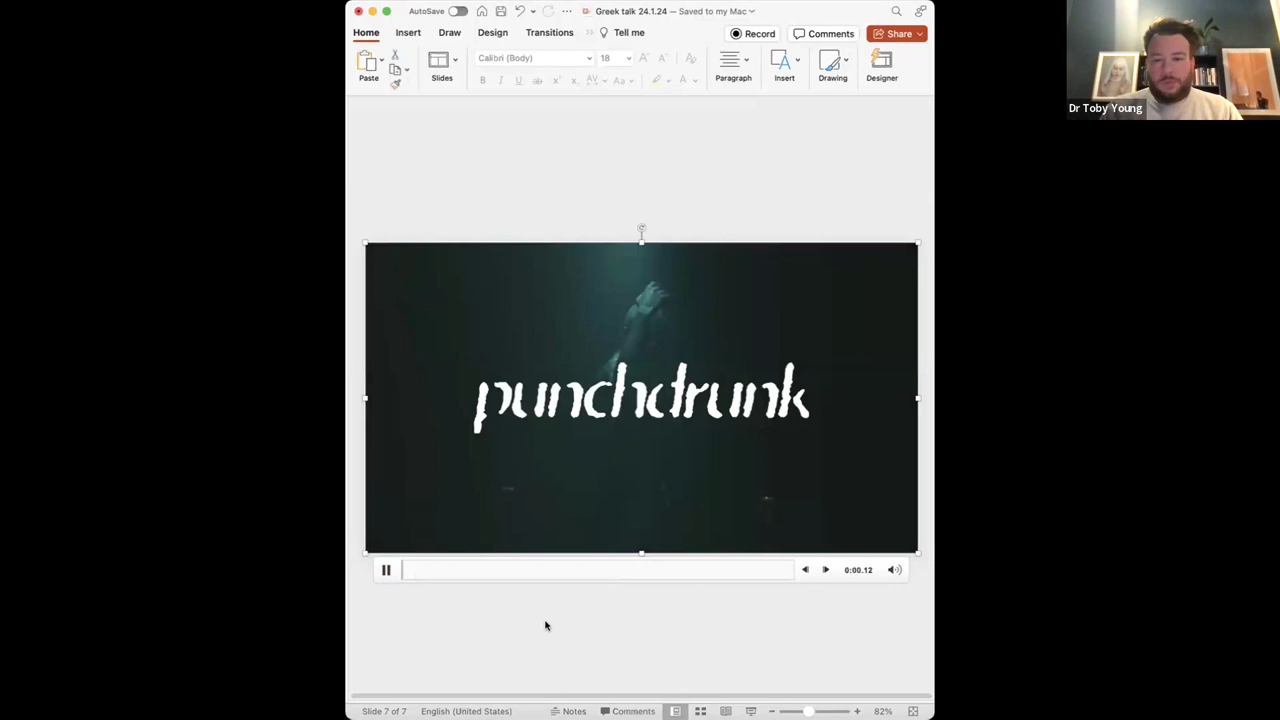 AutoSave
Greek talk 24.1.24 — Saved to my Mac
Home Insert Draw Design Transitions Tell me Record Comments Share
Paste Slides Calibri (Body) 18 Paragraph Insert Drawing Designer
Dr Toby Young
punchdrunk
0:00.12
Slide 7 of 7 English (United States) Notes Comments 82%